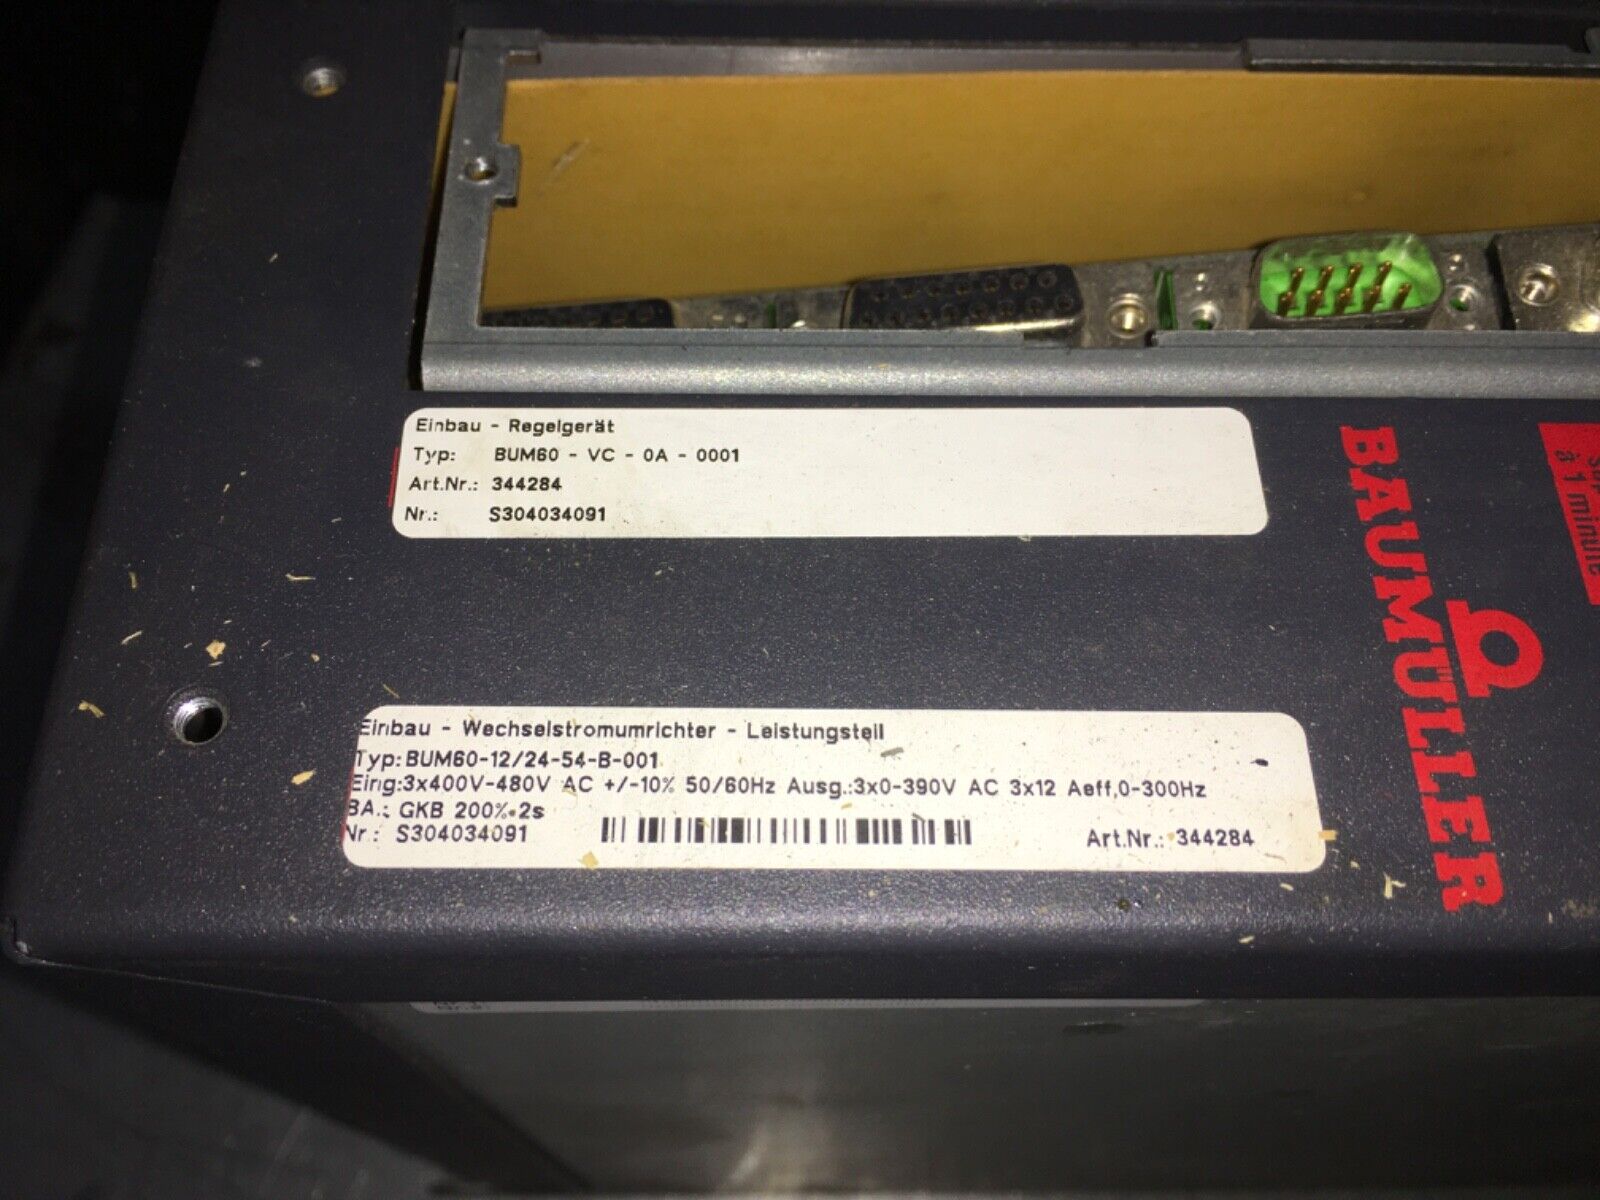 Einbau - Regelgerät
Typ: BUM60 - VC - 0A - 0001
Art.Nr.: 344284
Nr.: S304034091
BAUMÜLLER
à 1 minute
Einbau - Wechselstromumrichter - Leistungsteil
Typ:BUM60-12/24-54-B-001
Eing:3x400V-480V AC +/-10% 50/60Hz Ausg.:3x0-390V AC 3x12 Aeff,0-300Hz
BA.: GKB 200%•2s
Nr.: S304034091
Art.Nr.: 344284